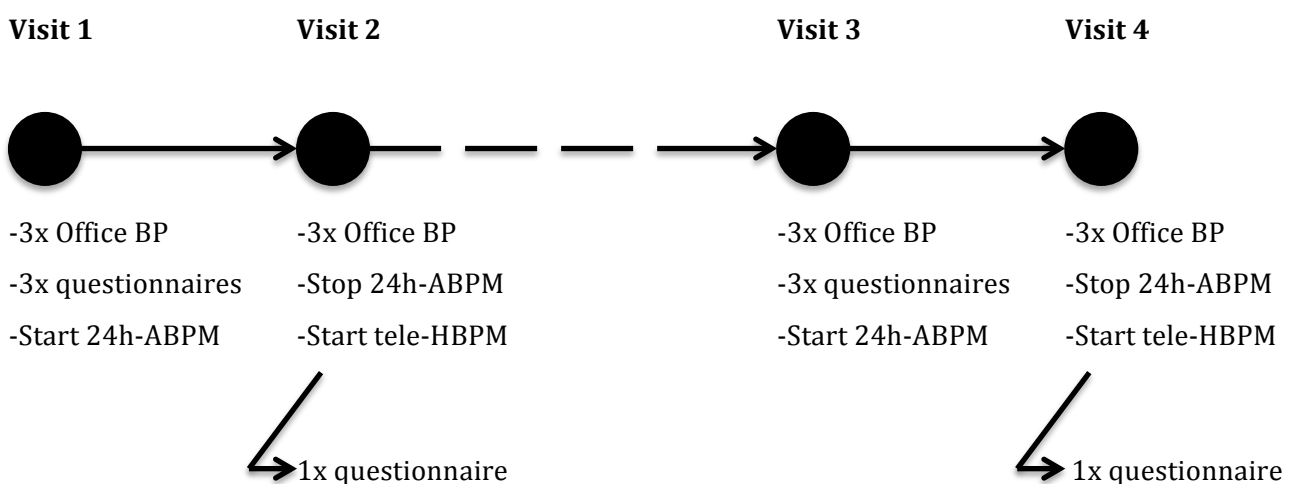 Visit 1
Visit 2
Visit 3
Visit 4
-3x Office BP
-3x questionnaires
-Start 24h-ABPM
-3x Office BP
-Stop 24h-ABPM
-Start tele-HBPM
1x questionnaire
-3x Office BP
-3x questionnaires
-Start 24h-ABPM
-3x Office BP
-Stop 24h-ABPM
-Start tele-HBPM
1x questionnaire